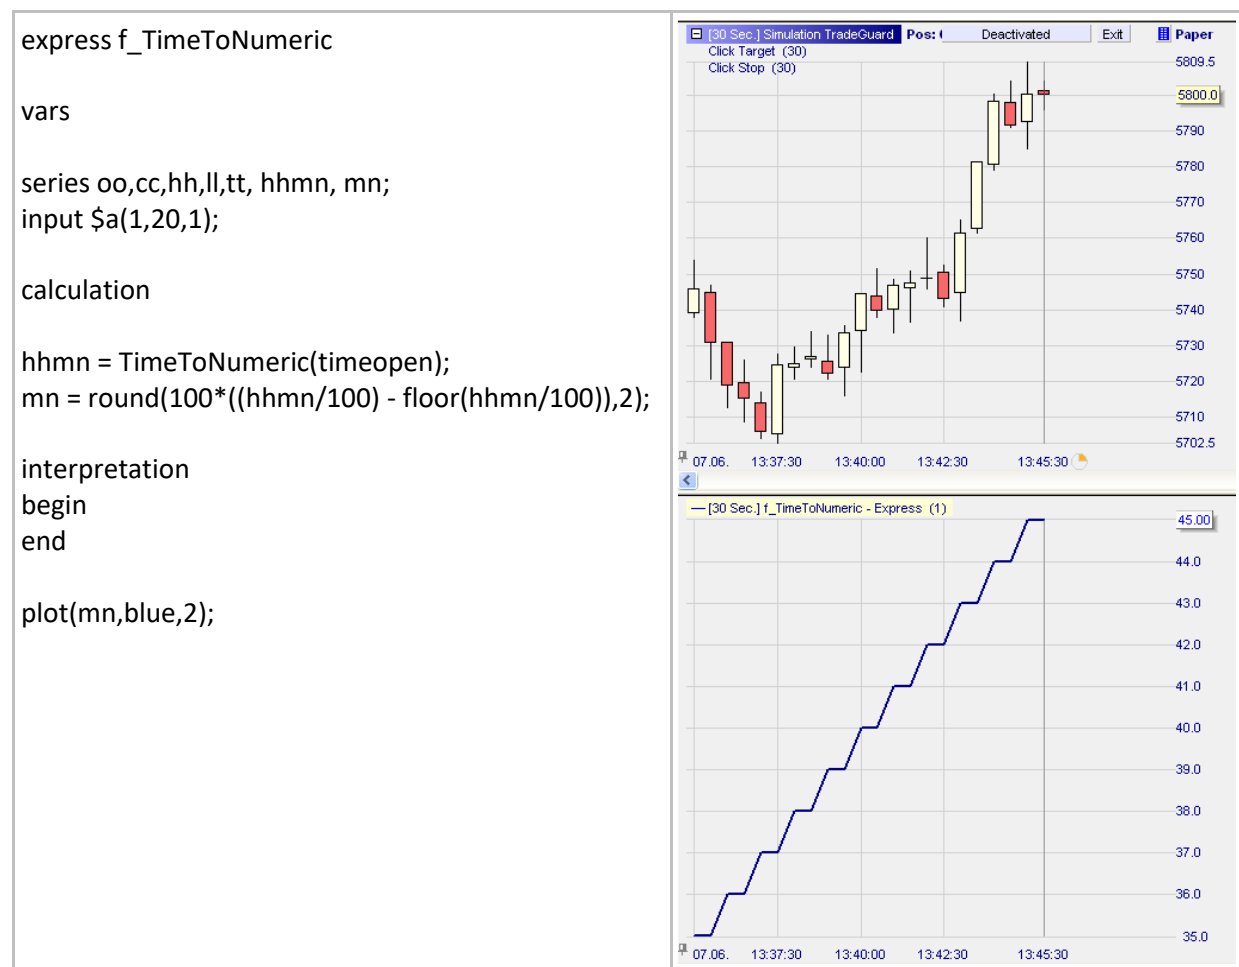 express f_TimeToNumeric
vars
series oo,cc,hh,ll,tt, hhmn, mn;
input $a(1,20,1);
calculation
hhmn = TimeToNumeric(timeopen);
mn = round(100*((hhmn/100) - floor(hhmn/100)),2);
interpretation
begin
end
plot(mn,blue,2);
[30 Sec.] Simulation TradeGuard Pos: Deactivated Exit Paper
Click Target (30)
Click Stop (30)
5809.5
5800.0
5790
5780
5770
5760
5750
5740
5730
5720
5710
5702.5
07.06. 13:37:30 13:40:00 13:42:30 13:45:30
[30 Sec.] f_TimeToNumeric - Express (1)
45.00
44.0
43.0
42.0
41.0
40.0
39.0
38.0
37.0
36.0
35.0
07.06. 13:37:30 13:40:00 13:42:30 13:45:30